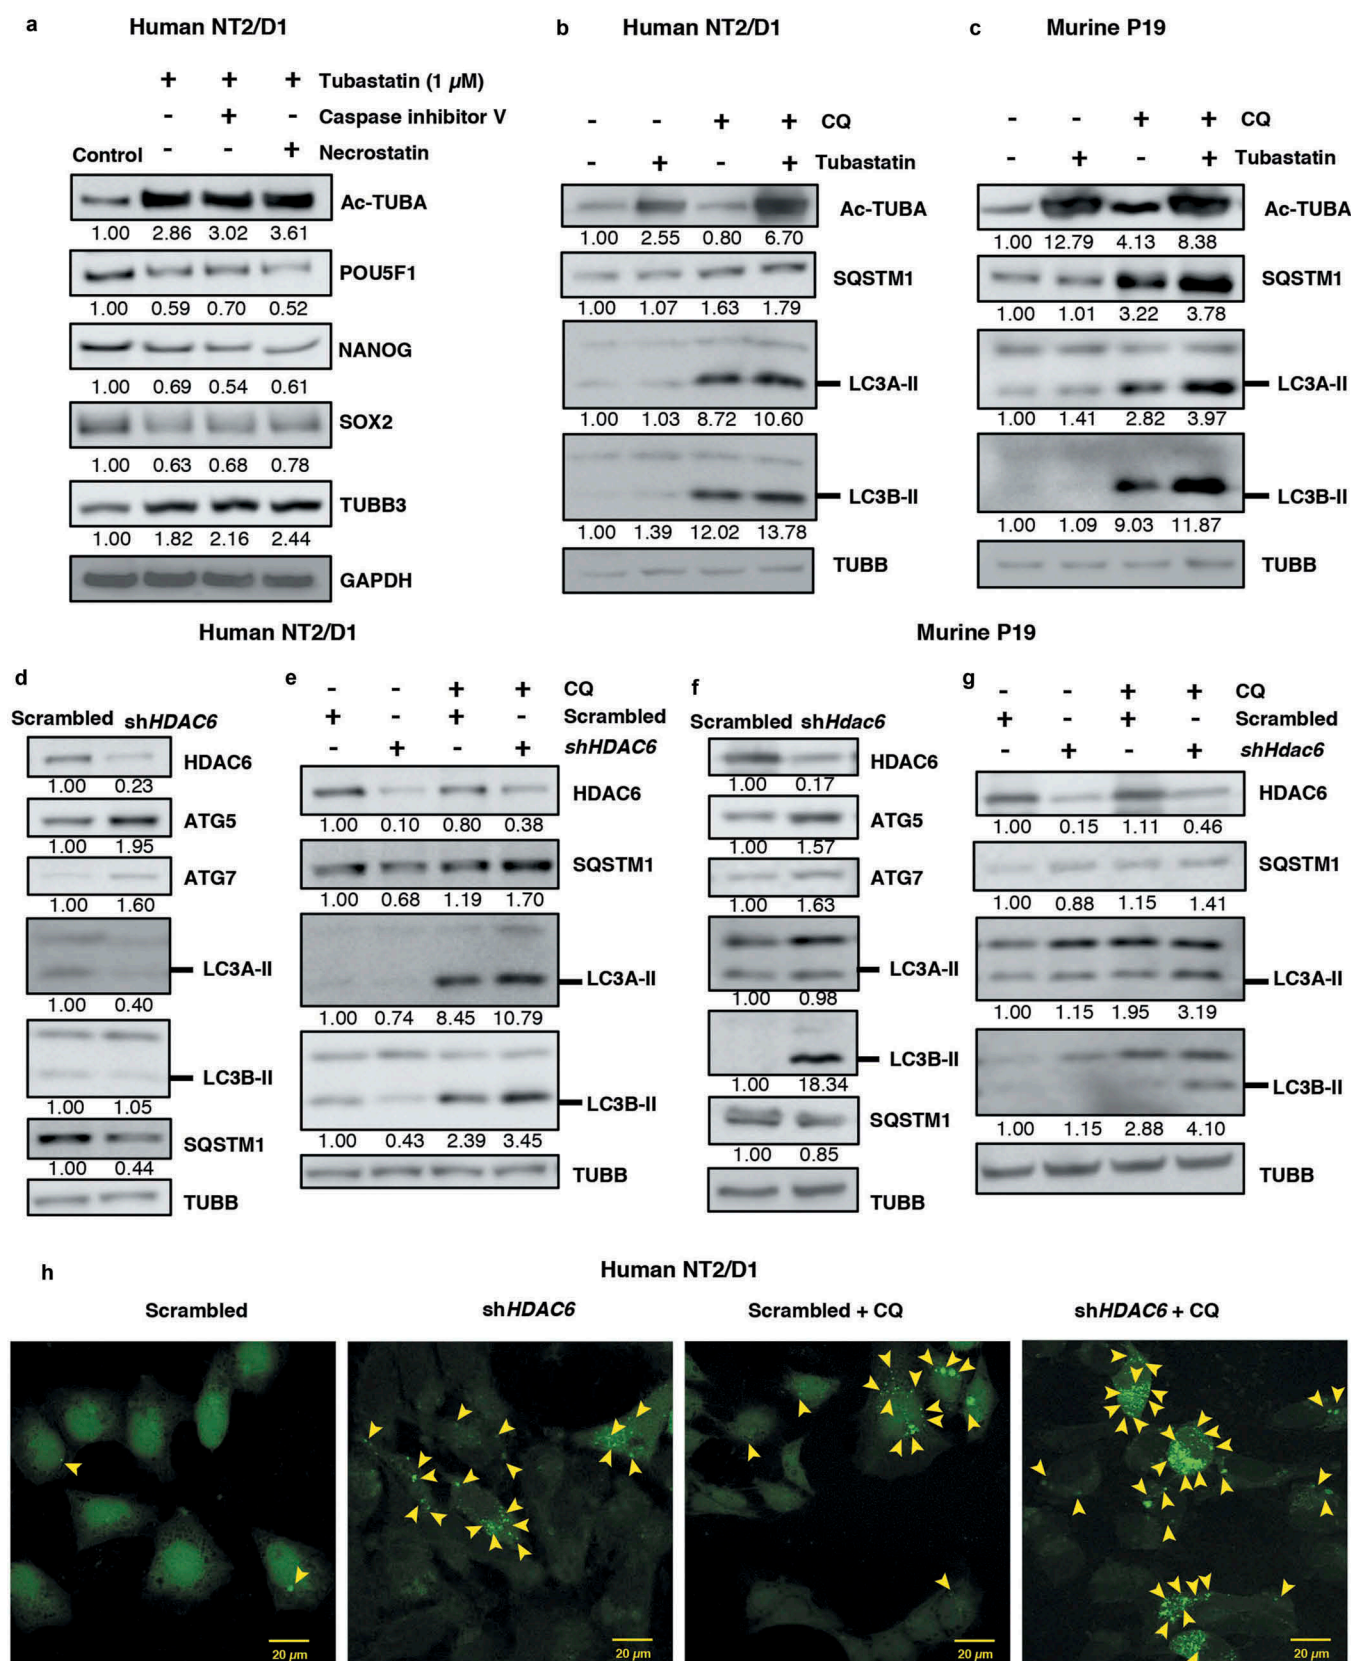 a Human NT2/D1
+ + + Tubastatin (1 µM)
- + - Caspase inhibitor V
Control - - + Necrostatin
Ac-TUBA
1.00 2.86 3.02 3.61
POU5F1
1.00 0.59 0.70 0.52
NANOG
1.00 0.69 0.54 0.61
SOX2
1.00 0.63 0.68 0.78
TUBB3
1.00 1.82 2.16 2.44
GAPDH
b Human NT2/D1
- - + + CQ
- + - + Tubastatin
Ac-TUBA
1.00 2.55 0.80 6.70
SQSTM1
1.00 1.07 1.63 1.79
LC3A-II
1.00 1.03 8.72 10.60
LC3B-II
1.00 1.39 12.02 13.78
TUBB
c Murine P19
- - + + CQ
- + - + Tubastatin
Ac-TUBA
1.00 12.79 4.13 8.38
SQSTM1
1.00 1.01 3.22 3.78
LC3A-II
1.00 1.41 2.82 3.97
LC3B-II
1.00 1.09 9.03 11.87
TUBB
Human NT2/D1
d
Scrambled shHDAC6
HDAC6
1.00 0.23
ATG5
1.00 1.95
ATG7
1.00 1.60
LC3A-II
1.00 0.40
LC3B-II
1.00 1.05
SQSTM1
1.00 0.44
TUBB
e
- - + + CQ
+ - + - Scrambled
- + - + shHDAC6
HDAC6
1.00 0.10 0.80 0.38
SQSTM1
1.00 0.68 1.19 1.70
LC3A-II
1.00 0.74 8.45 10.79
LC3B-II
1.00 0.43 2.39 3.45
TUBB
Murine P19
f
Scrambled shHdac6
HDAC6
1.00 0.17
ATG5
1.00 1.57
ATG7
1.00 1.63
LC3A-II
1.00 0.98
LC3B-II
1.00 18.34
SQSTM1
1.00 0.85
TUBB
g
- - + + CQ
+ - + - Scrambled
- + - + shHdac6
HDAC6
1.00 0.15 1.11 0.46
SQSTM1
1.00 0.88 1.15 1.41
LC3A-II
1.00 1.15 1.95 3.19
LC3B-II
1.00 1.15 2.88 4.10
TUBB
h Human NT2/D1
Scrambled shHDAC6 Scrambled + CQ shHDAC6 + CQ
20 µm 20 µm 20 µm 20 µm